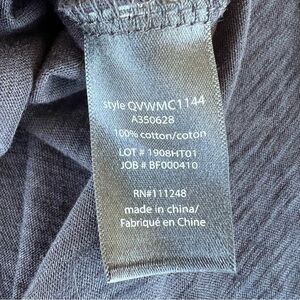 style QVWMC1144
A350628
100% cotton/coton
LOT # 1908HT01
JOB # BF000410
RN#111248
made in china/
Fabriqué en Chine